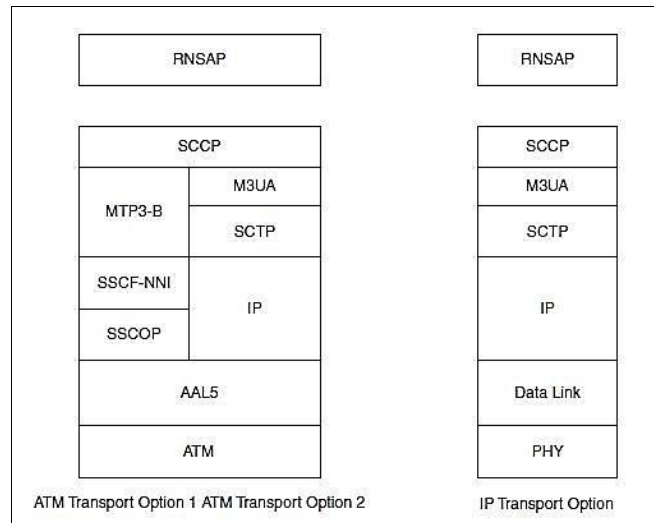 RNSAP
SCCP
MTP3-B
M3UA
SCTP
SSCF-NNI
SSCOP
IP
AAL5
ATM
ATM Transport Option 1 ATM Transport Option 2
RNSAP
SCCP
M3UA
SCTP
IP
Data Link
PHY
IP Transport Option